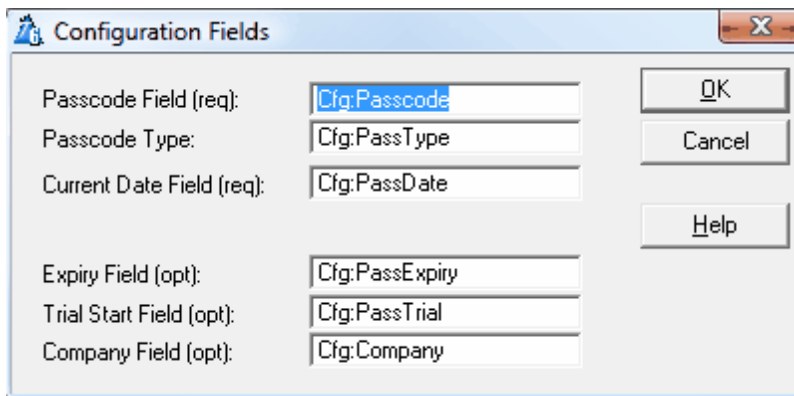 Configuration Fields
Passcode Field (req): Cfg:Passcode OK
Passcode Type: Cfg:PassType Cancel
Current Date Field (req): Cfg:PassDate
Help
Expiry Field (opt): Cfg:PassExpiry
Trial Start Field (opt): Cfg:PassTrial
Company Field (opt): Cfg:Company